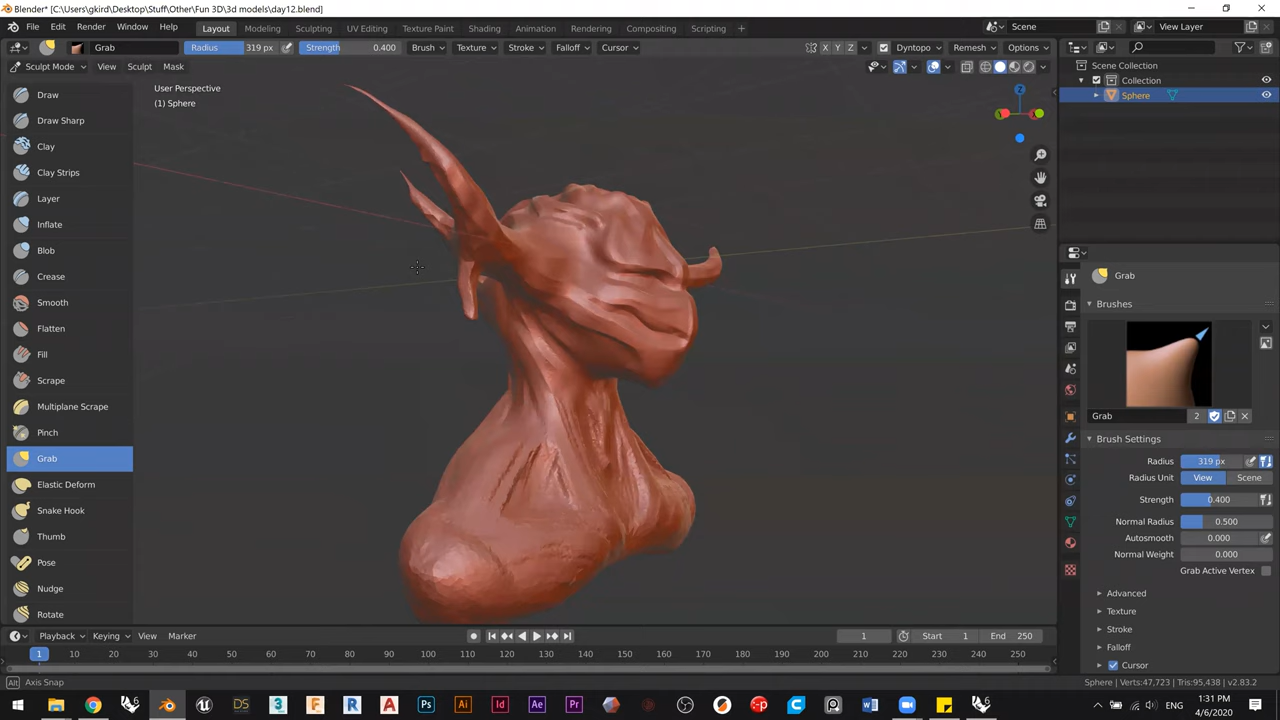 Blender* [C:\Users\gkird\Desktop\Stuff\Other\Fun 3D\3d models\day12.blend]
File Edit Render Window Help Layout Modeling Sculpting UV Editing Texture Paint Shading Animation Rendering Compositing Scripting + Scene View Layer
Grab Radius 319 px Strength 0.400 Brush Texture Stroke Falloff Cursor X Y Z Dyntopo Remesh Options
Sculpt Mode View Sculpt Mask
Scene Collection
Collection
Sphere
User Perspective
(1) Sphere
Z
Draw
Draw Sharp
Clay
Clay Strips
Layer
Inflate
Blob
Crease
Smooth
Flatten
Fill
Scrape
Multiplane Scrape
Pinch
Grab
Elastic Deform
Snake Hook
Thumb
Pose
Nudge
Rotate
Grab
Brushes
Grab 2
Brush Settings
Radius 319 px
Radius Unit View Scene
Strength 0.400
Normal Radius 0.500
Autosmooth 0.000
Normal Weight 0.000
Grab Active Vertex
Advanced
Texture
Stroke
Falloff
Cursor
Playback Keying View Marker 1 Start 1 End 250
1 10 20 30 40 50 60 70 80 90 100 110 120 130 140 150 160 170 180 190 200 210 220 230 240 250
Alt Axis Snap Sphere | Verts:47,723 | Tris:95,438 | v2.83.2
DS 3 F R A Ps Ai Id Ae Pr p W ENG 1:31 PM
4/6/2020